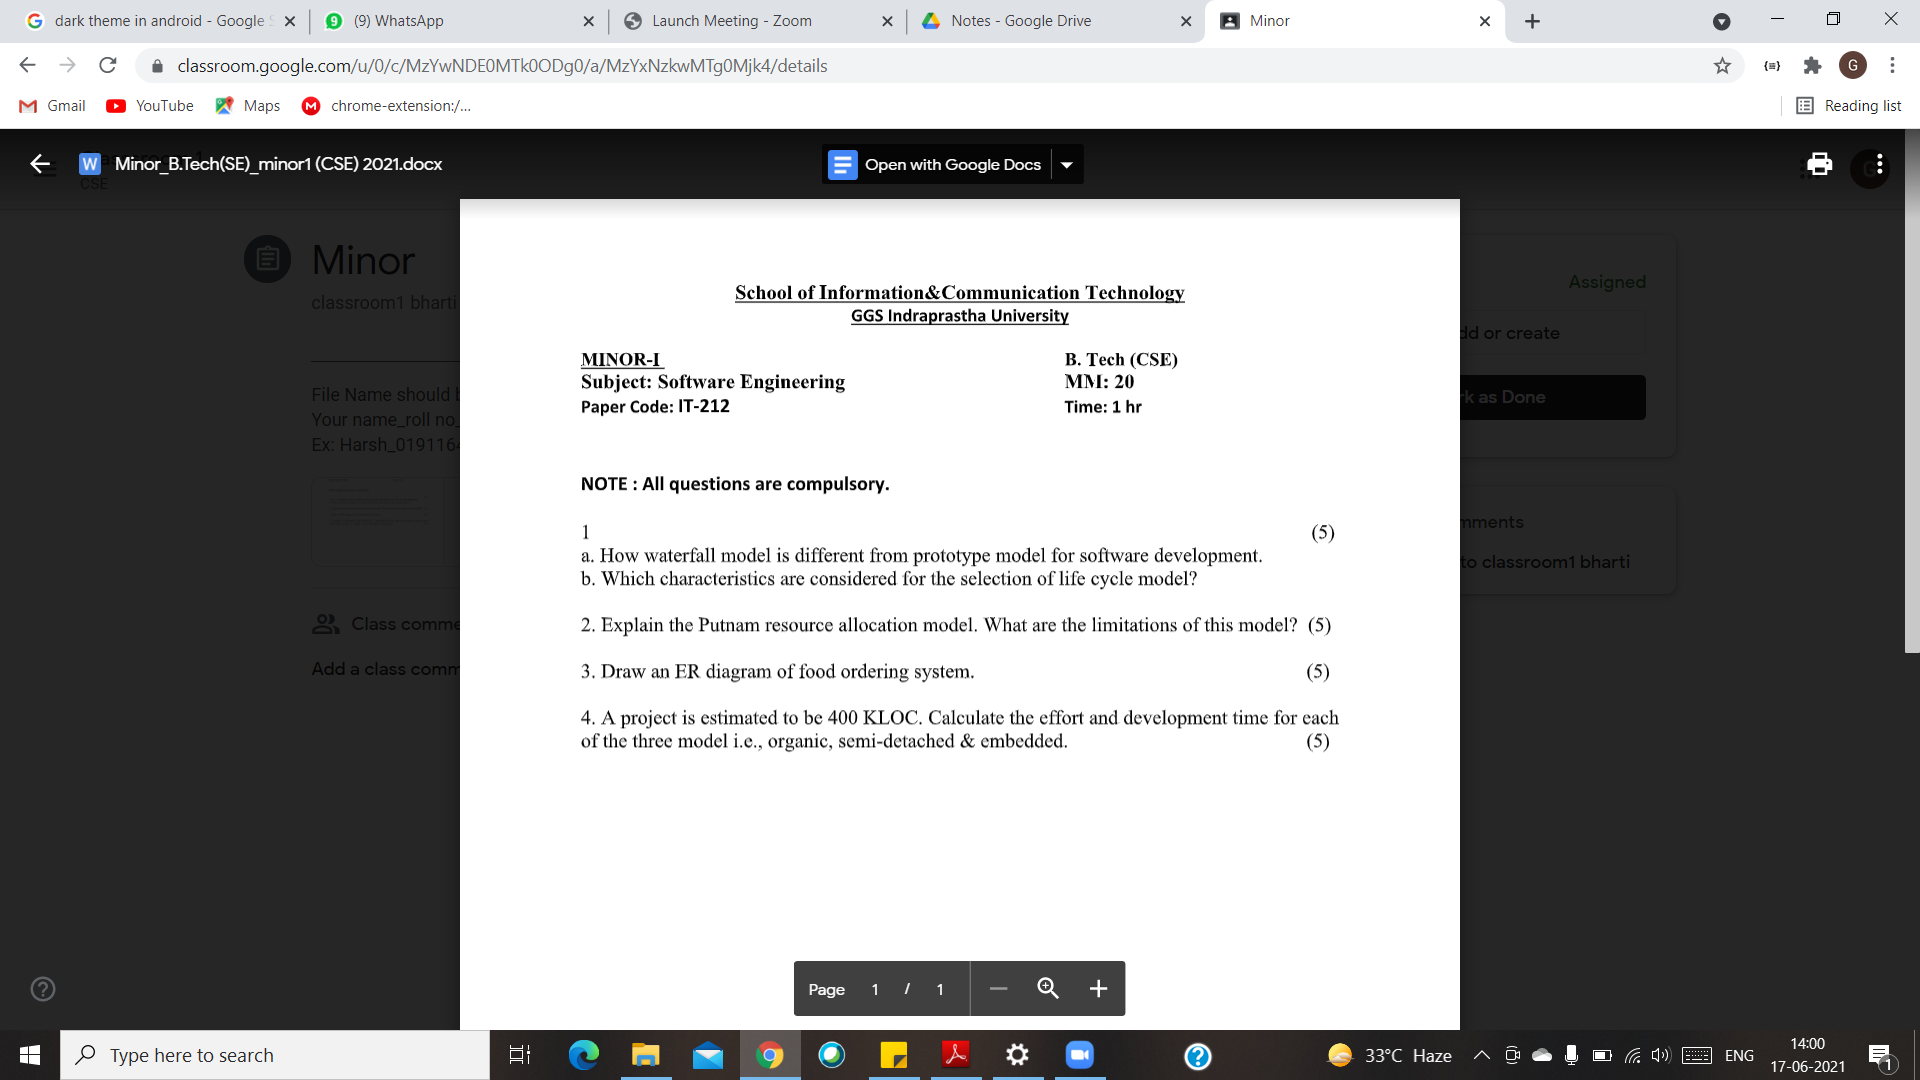 dark theme in android - Google S
(9) WhatsApp
Launch Meeting - Zoom
Notes - Google Drive
Minor
classroom.google.com/u/0/c/MzYwNDE0MTk0ODg0/a/MzYxNzkwMTg0Mjk4/details
G
Gmail
YouTube
Maps
chrome-extension:/...
Reading list
W
Minor_B.Tech(SE)_minor1 (CSE) 2021.docx
CSE
Open with Google Docs
Minor
classroom1 bharti
File Name should b
Your name_roll no_
Ex: Harsh_0191164
Class comme
Add a class comm
Assigned
dd or create
rk as Done
mments
to classroom1 bharti
School of Information&Communication Technology
GGS Indraprastha University
MINOR-I
B. Tech (CSE)
Subject: Software Engineering
MM: 20
Paper Code: IT-212
Time: 1 hr
NOTE : All questions are compulsory.
1 (5)
a. How waterfall model is different from prototype model for software development.
b. Which characteristics are considered for the selection of life cycle model?
2. Explain the Putnam resource allocation model. What are the limitations of this model? (5)
3. Draw an ER diagram of food ordering system. (5)
4. A project is estimated to be 400 KLOC. Calculate the effort and development time for each
of the three model i.e., organic, semi-detached & embedded. (5)
Page 1 / 1
Type here to search
33°C Haze
ENG
14:00
17-06-2021
1